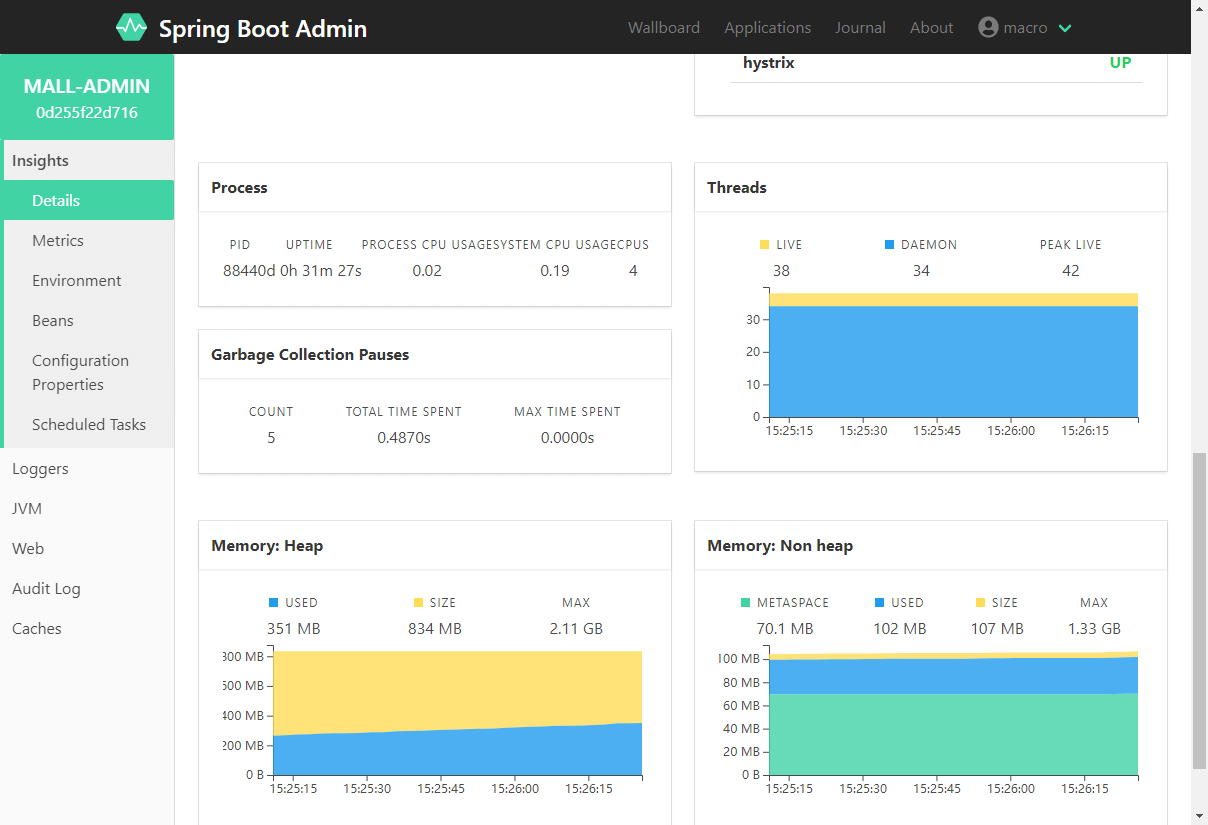 Spring Boot Admin
Wallboard Applications Journal About macro
MALL-ADMIN
0d255f22d716
Insights
Details
Metrics
Environment
Beans
Configuration
Properties
Scheduled Tasks
Loggers
JVM
Web
Audit Log
Caches
hystrix UP
Process
PID UPTIME PROCESS CPU USAGE SYSTEM CPU USAGE CPUS
88440d 0h 31m 27s 0.02 0.19 4
Garbage Collection Pauses
COUNT TOTAL TIME SPENT MAX TIME SPENT
5 0.4870s 0.0000s
Threads
LIVE DAEMON PEAK LIVE
38 34 42
30
20
10
0
15:25:15 15:25:30 15:25:45 15:26:00 15:26:15
Memory: Heap
USED SIZE MAX
351 MB 834 MB 2.11 GB
800 MB
600 MB
400 MB
200 MB
0 B
15:25:15 15:25:30 15:25:45 15:26:00 15:26:15
Memory: Non heap
METASPACE USED SIZE MAX
70.1 MB 102 MB 107 MB 1.33 GB
100 MB
80 MB
60 MB
40 MB
20 MB
0 B
15:25:15 15:25:30 15:25:45 15:26:00 15:26:15